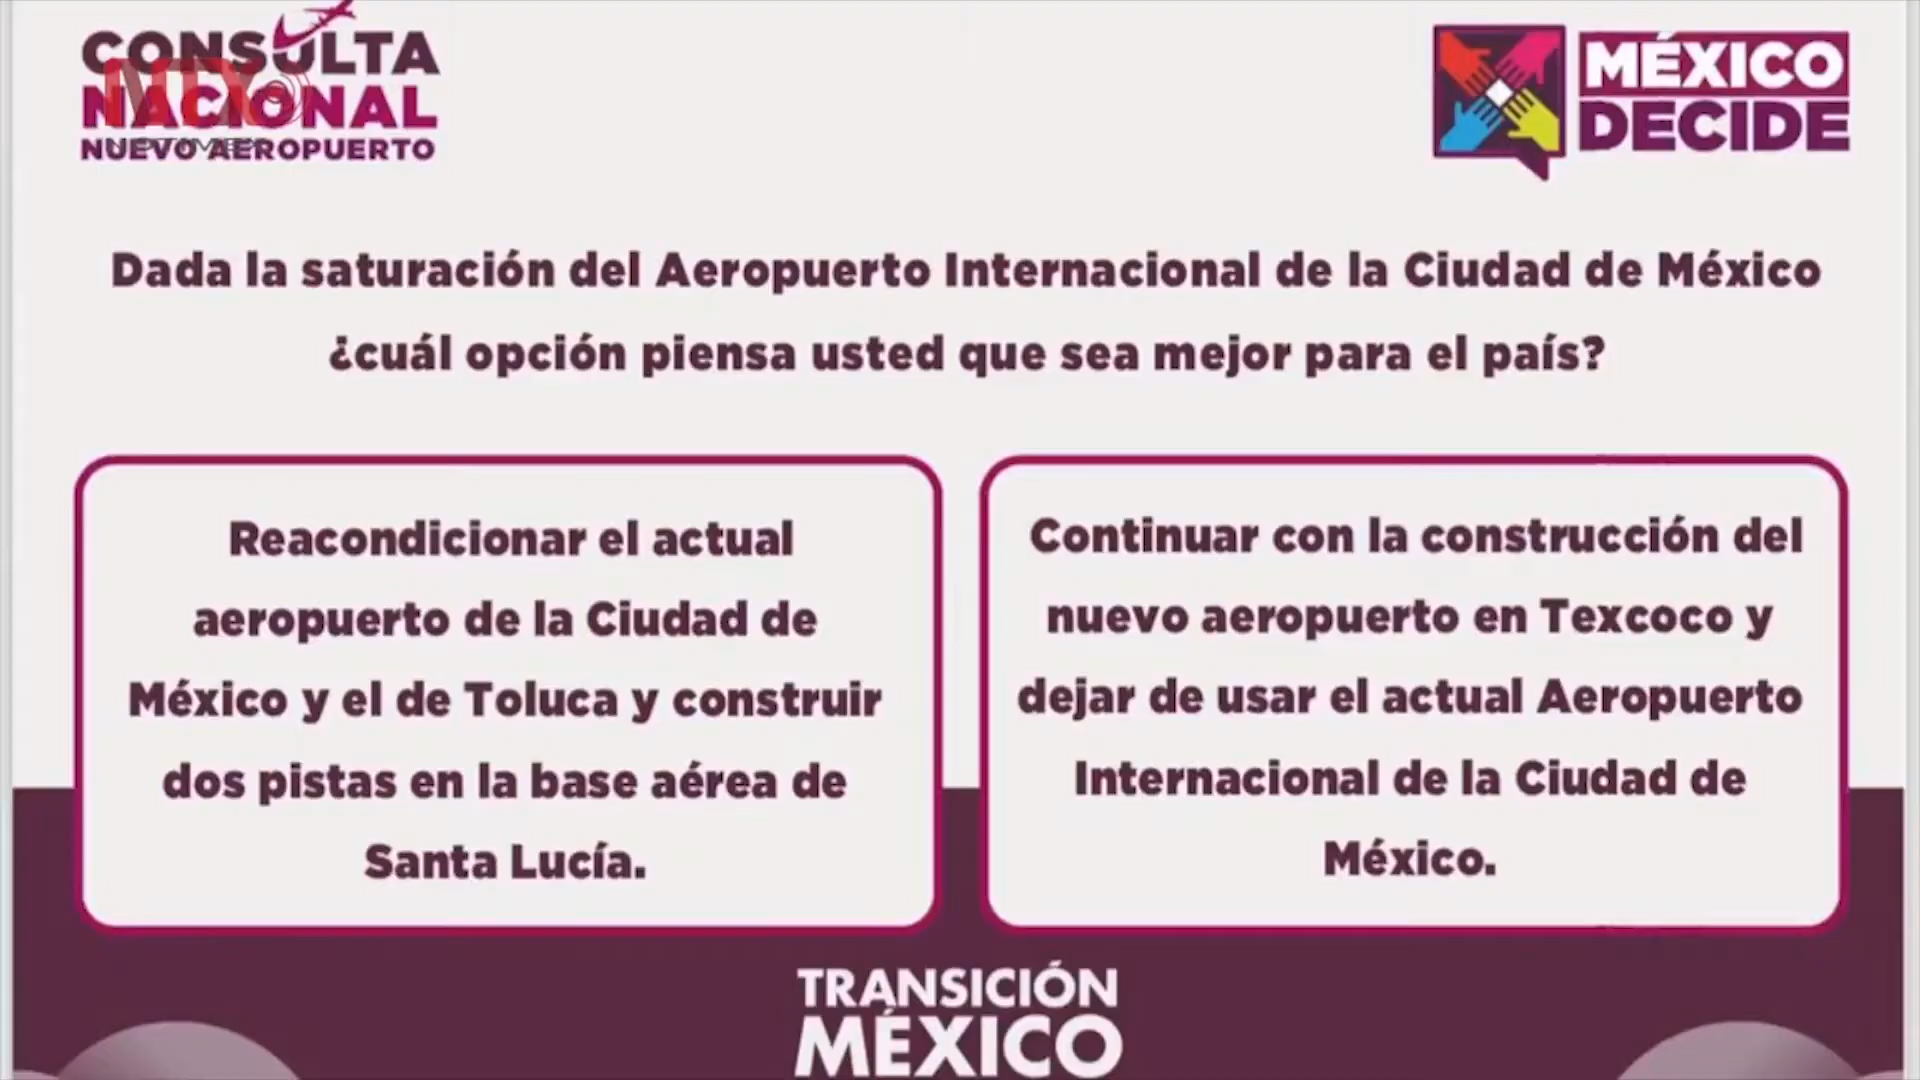 CONSULTA
NACIONAL
NUEVO AEROPUERTO
NTX
NOTIMEX
MÉXICO
DECIDE
Dada la saturación del Aeropuerto Internacional de la Ciudad de México
¿cuál opción piensa usted que sea mejor para el país?
Reacondicionar el actual
aeropuerto de la Ciudad de
México y el de Toluca y construir
dos pistas en la base aérea de
Santa Lucía.
Continuar con la construcción del
nuevo aeropuerto en Texcoco y
dejar de usar el actual Aeropuerto
Internacional de la Ciudad de
México.
TRANSICIÓN
MÉXICO